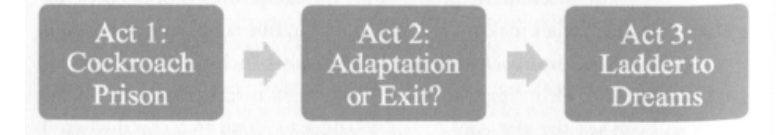 Act 1:
Cockroach
Prison
Act 2:
Adaptation
or Exit?
Act 3:
Ladder to
Dreams